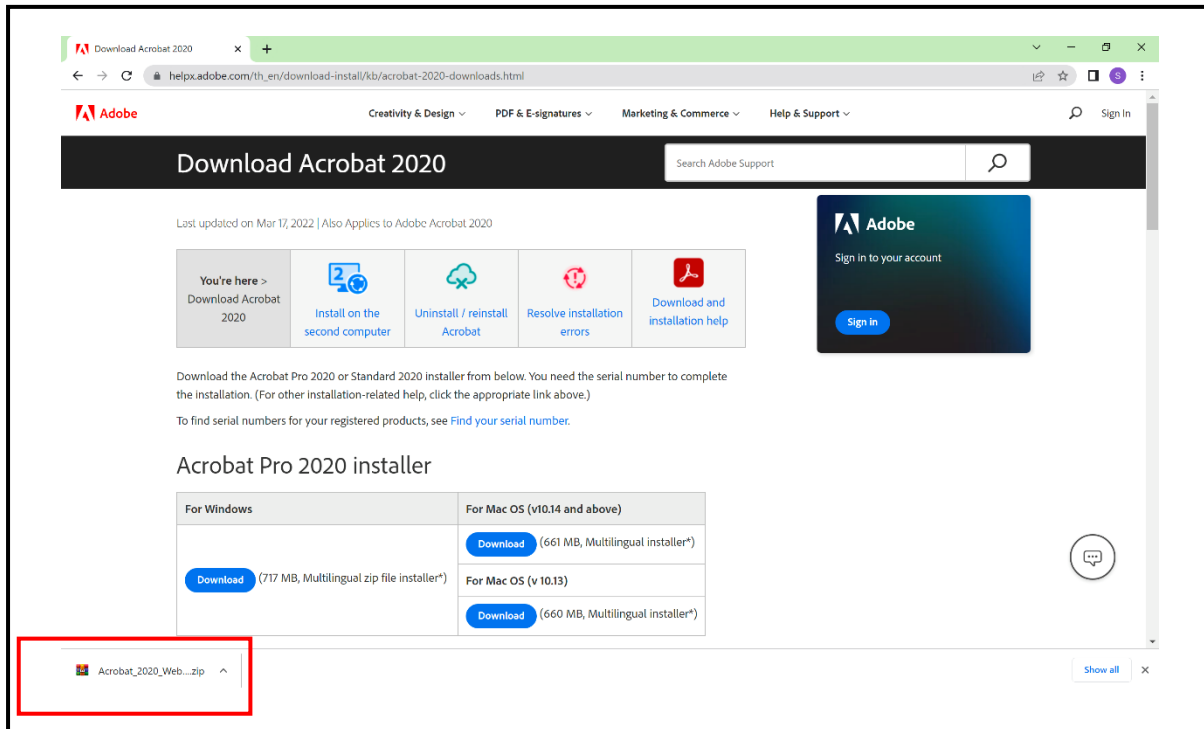 Download Acrobat 2020
helpx.adobe.com/th_en/download-install/kb/acrobat-2020-downloads.html
S
Adobe
Creativity & Design
PDF & E-signatures
Marketing & Commerce
Help & Support
Sign In
Download Acrobat 2020
Search Adobe Support
Last updated on Mar 17, 2022 | Also Applies to Adobe Acrobat 2020
You're here >
Download Acrobat
2020
2
Install on the
second computer
Uninstall / reinstall
Acrobat
Resolve installation
errors
Download and
installation help
Adobe
Sign in to your account
Sign in
Download the Acrobat Pro 2020 or Standard 2020 installer from below. You need the serial number to complete
the installation. (For other installation-related help, click the appropriate link above.)
To find serial numbers for your registered products, see Find your serial number.
Acrobat Pro 2020 installer
For Windows
For Mac OS (v10.14 and above)
Download (661 MB, Multilingual installer*)
Download (717 MB, Multilingual zip file installer*)
For Mac OS (v 10.13)
Download (660 MB, Multilingual installer*)
Acrobat_2020_Web....zip
Show all